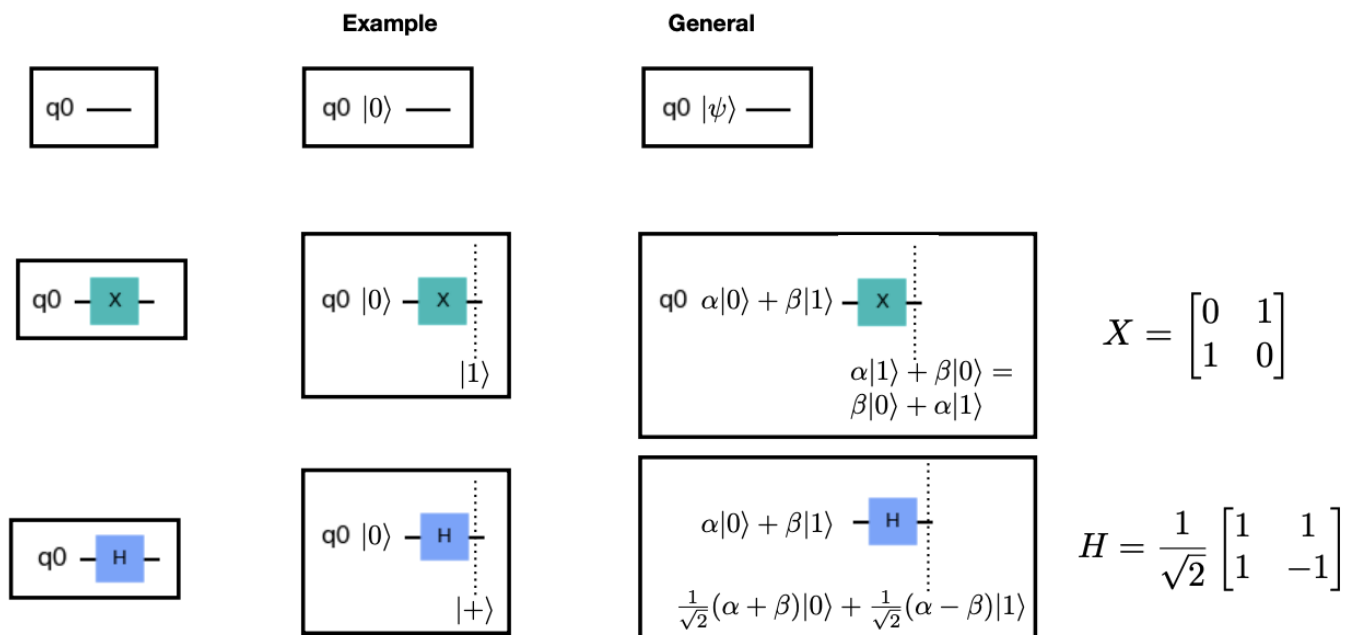 Example General
q0
q0 |0⟩
q0 |ψ⟩
q0 X
q0 |0⟩ X
|1⟩
q0 α|0⟩ + β|1⟩ X
α|1⟩ + β|0⟩ =
β|0⟩ + α|1⟩
X = [0 1
1 0]
q0 H
q0 |0⟩ H
|+⟩
α|0⟩ + β|1⟩ H
1/√2(α + β)|0⟩ + 1/√2(α − β)|1⟩
H = 1/√2 [1 1
1 −1]